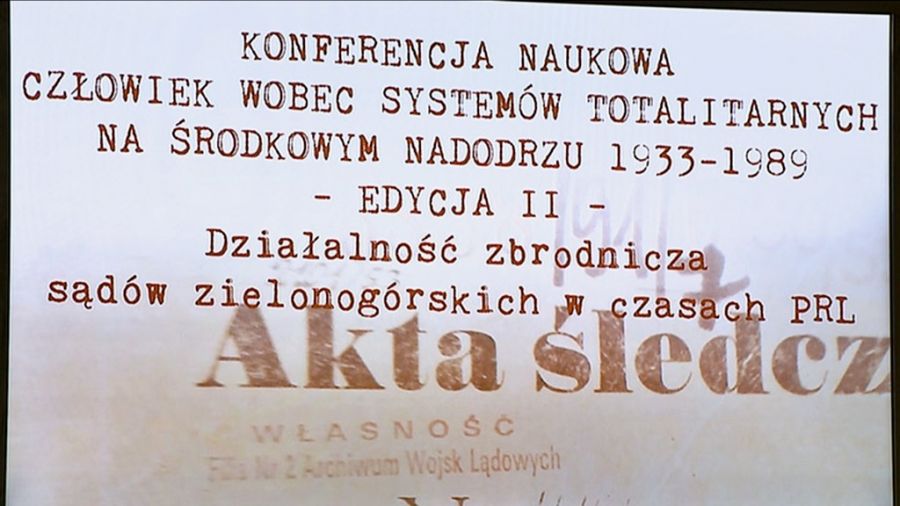 KONFERENCJA NAUKOWA
CZŁOWIEK WOBEC SYSTEMÓW TOTALITARNYCH
NA ŚRODKOWYM NADODRZU 1933-1989
- EDYCJA II -
Działalność zbrodnicza
sądów zielonogórskich w czasach PRL
Akta śledcz
WŁASNOŚĆ
Filia Nr 2 Archiwum Wojsk Lądowych